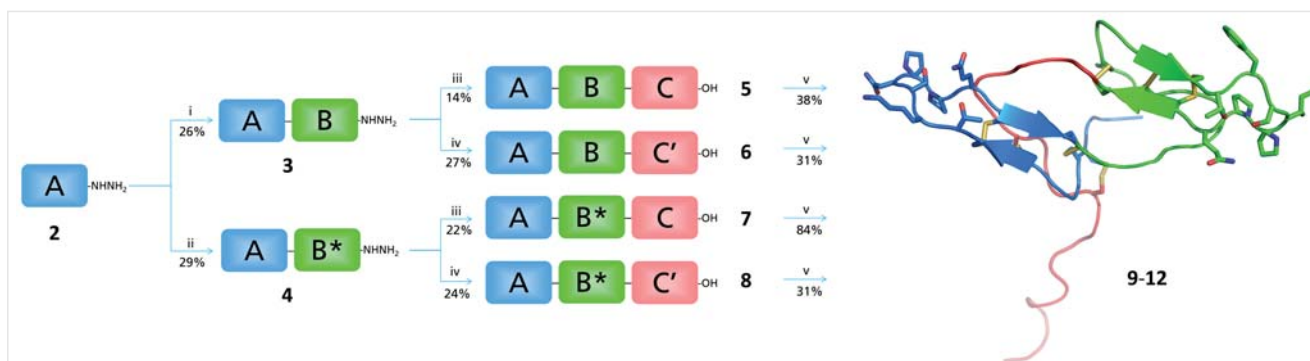 A -NHNH₂
2
i
26%
A B -NHNH₂
3
ii
29%
A B* -NHNH₂
4
iii
14%
A B C -OH 5
v
38%
iv
27%
A B C′ -OH 6
v
31%
iii
22%
A B* C -OH 7
v
84%
iv
24%
A B* C′ -OH 8
v
31%
9-12